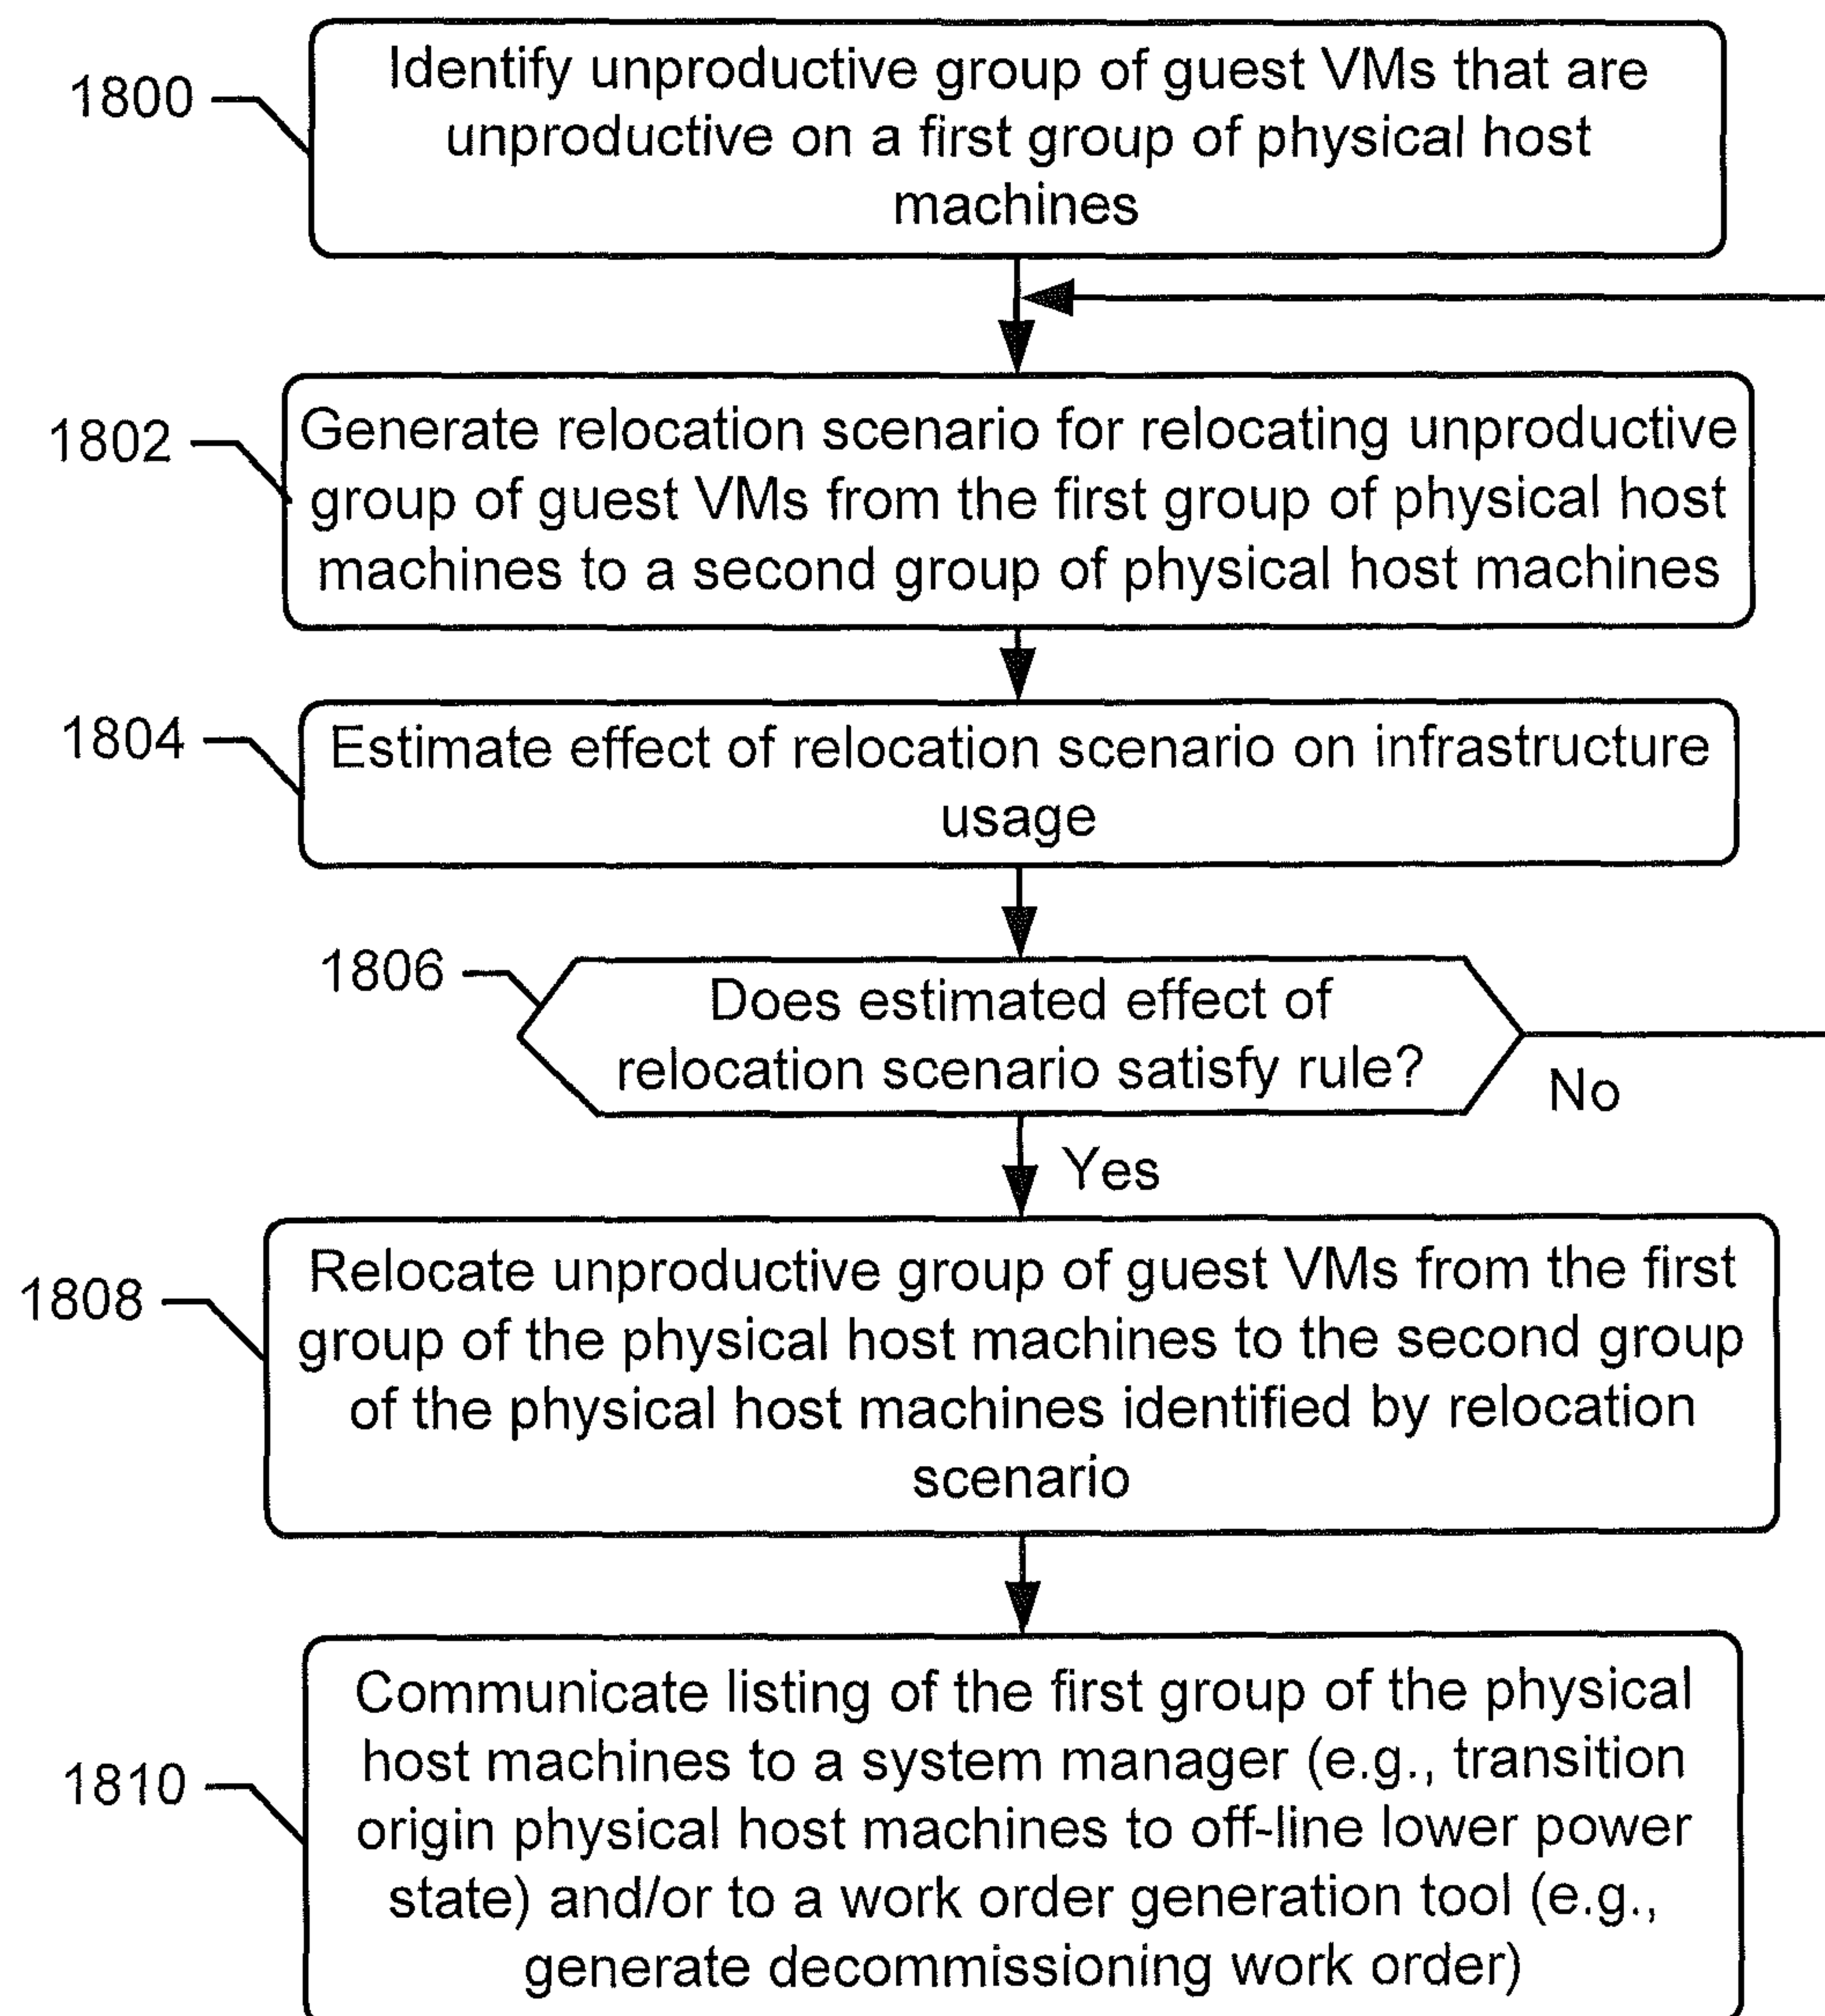 1800
Identify unproductive group of guest VMs that are
unproductive on a first group of physical host
machines
1802
Generate relocation scenario for relocating unproductive
group of guest VMs from the first group of physical host
machines to a second group of physical host machines
1804
Estimate effect of relocation scenario on infrastructure
usage
1806
Does estimated effect of
relocation scenario satisfy rule?
No
Yes
1808
Relocate unproductive group of guest VMs from the first
group of the physical host machines to the second group
of the physical host machines identified by relocation
scenario
1810
Communicate listing of the first group of the physical
host machines to a system manager (e.g., transition
origin physical host machines to off-line lower power
state) and/or to a work order generation tool (e.g.,
generate decommissioning work order)